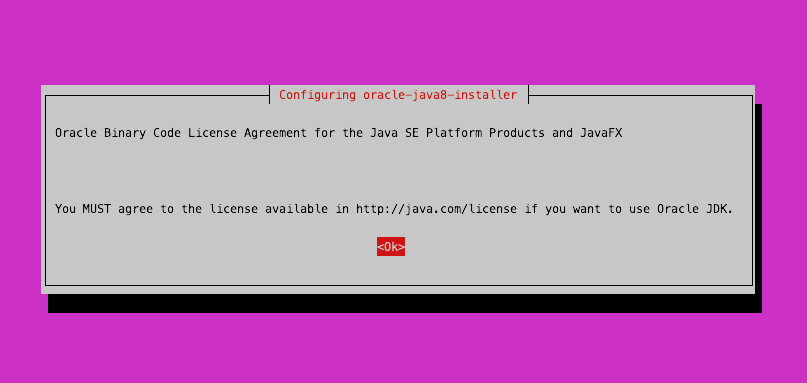 Configuring oracle-java8-installer
Oracle Binary Code License Agreement for the Java SE Platform Products and JavaFX
You MUST agree to the license available in http://java.com/license if you want to use Oracle JDK.
<Ok>